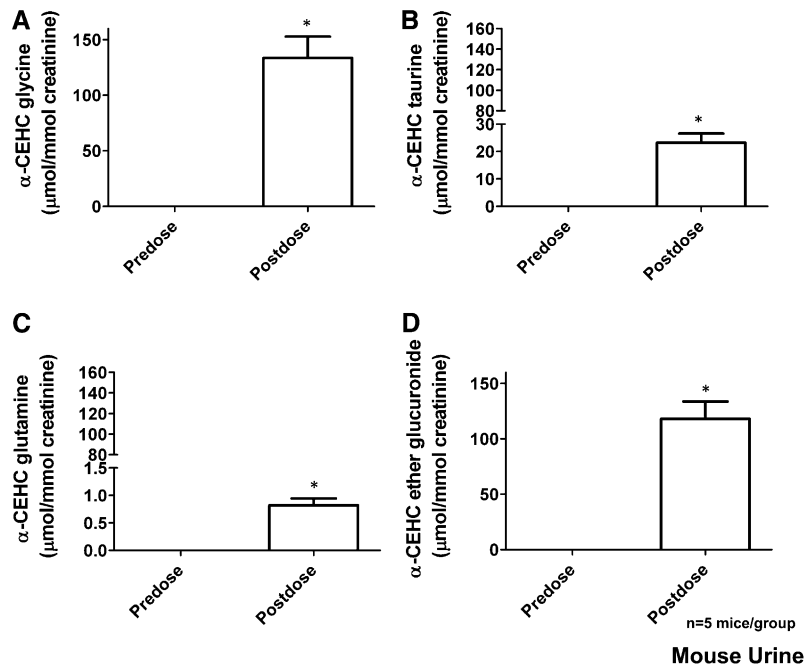 A
α-CEHC glycine
(μmol/mmol creatinine)
150
100
50
0
*
Predose
Postdose
B
α-CEHC taurine
(μmol/mmol creatinine)
160
140
120
100
80
30
20
10
0
*
Predose
Postdose
C
α-CEHC glutamine
(μmol/mmol creatinine)
160
140
120
100
80
1.5
1.0
0.5
0.0
*
Predose
Postdose
D
α-CEHC ether glucuronide
(μmol/mmol creatinine)
150
100
50
0
*
Predose
Postdose
n=5 mice/group
Mouse Urine